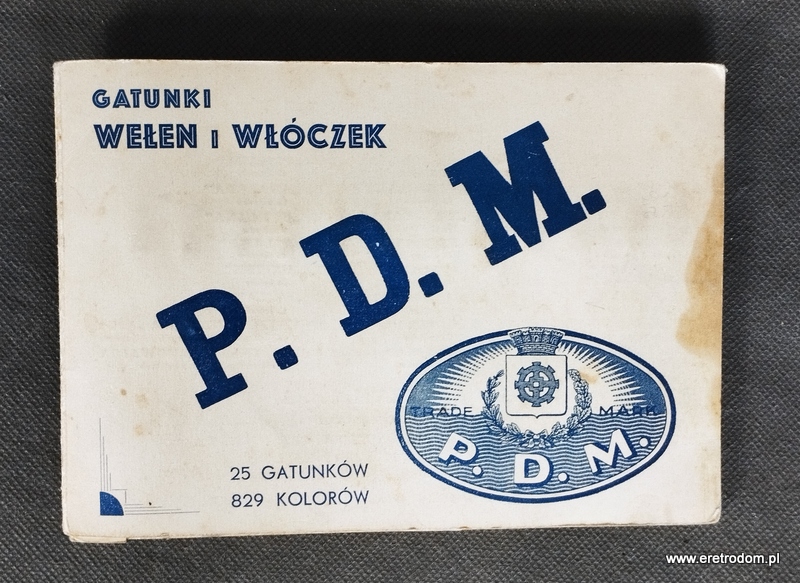 GATUNKI
WEŁEN I WŁÓCZEK
P. D. M.
TRADE MARK
P. D. M.
25 GATUNKÓW
829 KOLORÓW
www.eretrodom.pl